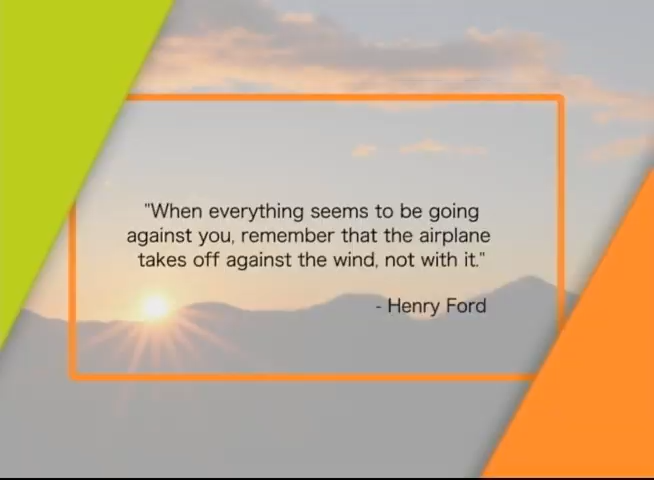 "When everything seems to be going
against you, remember that the airplane
takes off against the wind, not with it."
- Henry Ford